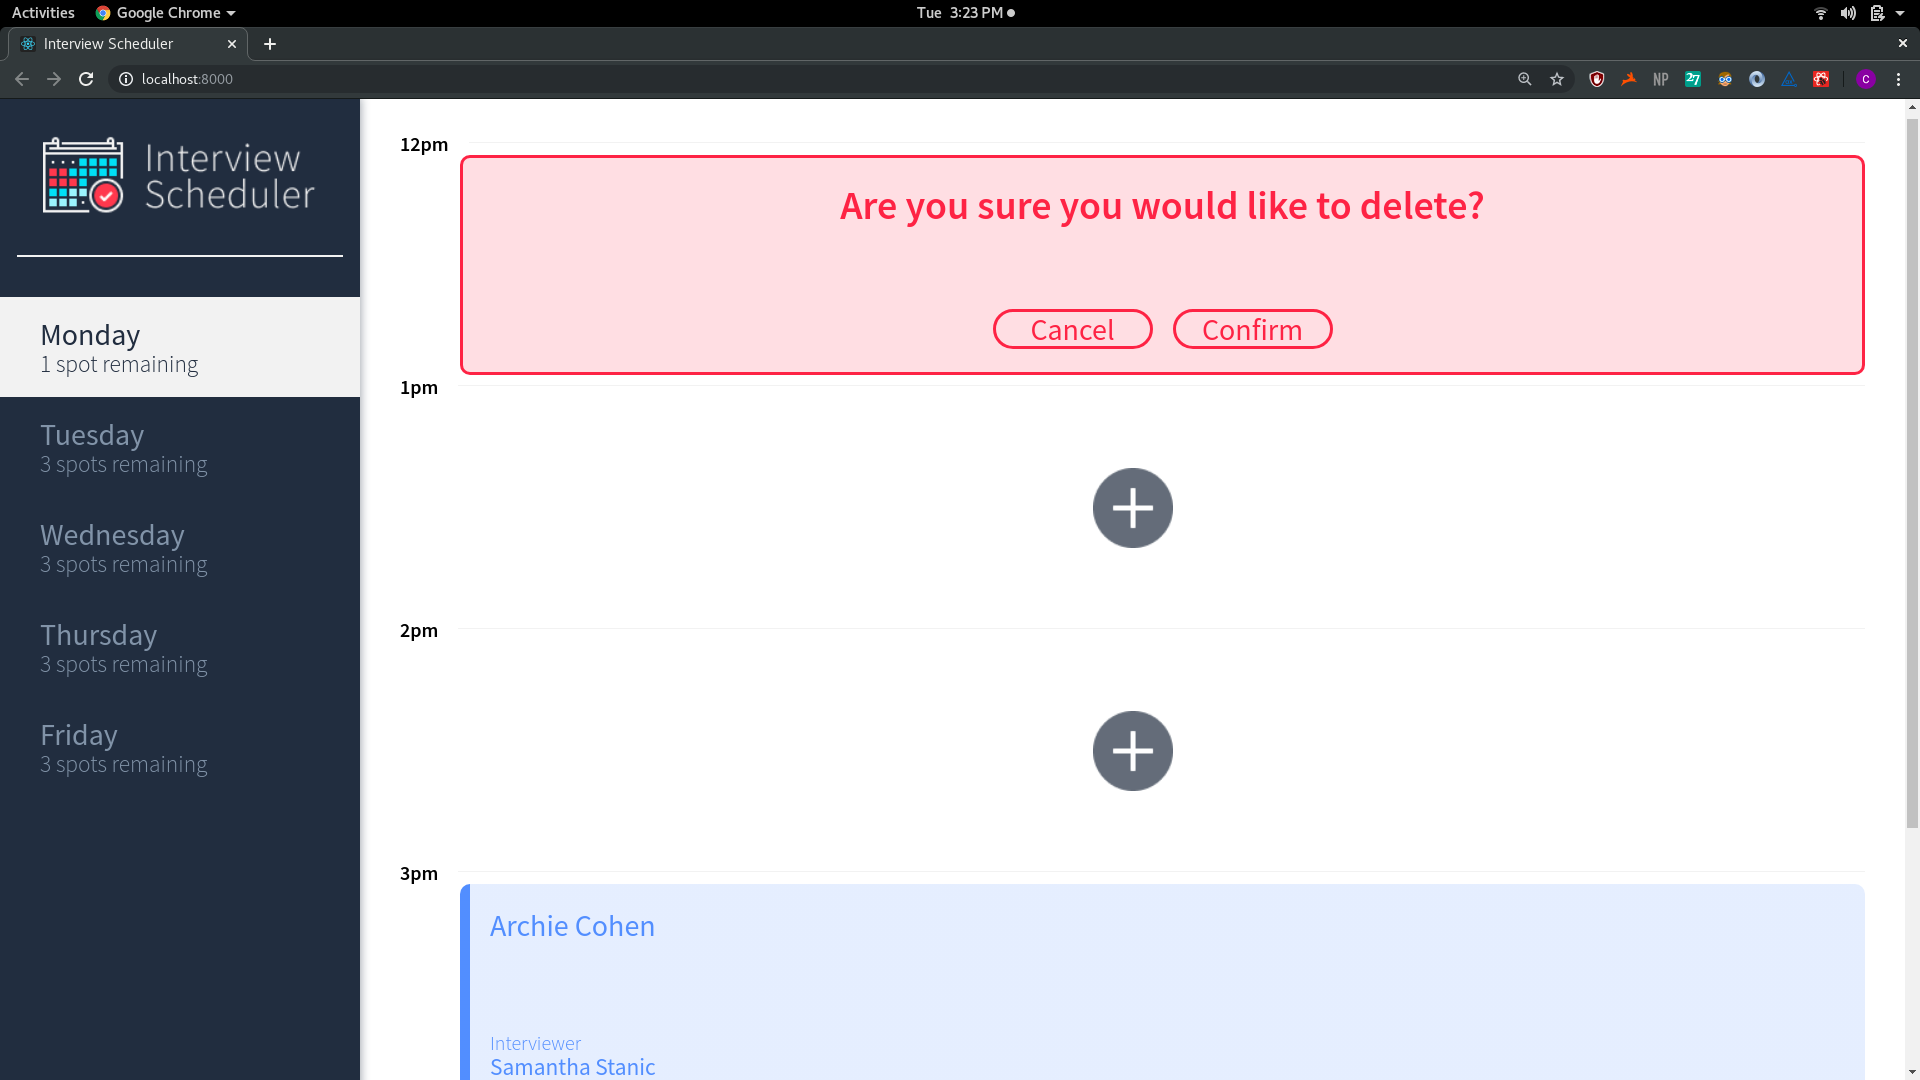 Activities Google Chrome Tue 3:23 PM
Interview Scheduler
localhost:8000
NP 27 C
Interview
Scheduler
Monday
1 spot remaining
Tuesday
3 spots remaining
Wednesday
3 spots remaining
Thursday
3 spots remaining
Friday
3 spots remaining
12pm
Are you sure you would like to delete?
Cancel Confirm
1pm
2pm
3pm
Archie Cohen
Interviewer
Samantha Stanic